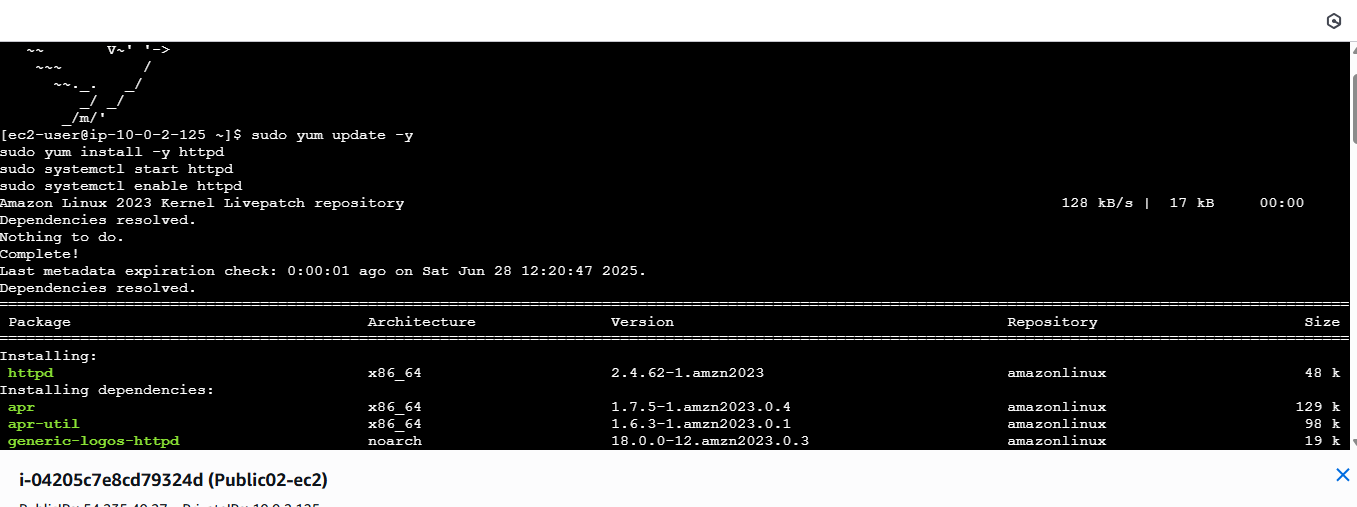 ~~       V~' '->
~~~         /
~~._.   _/
_/ _/
_/m/'
[ec2-user@ip-10-0-2-125 ~]$ sudo yum update -y
sudo yum install -y httpd
sudo systemctl start httpd
sudo systemctl enable httpd
Amazon Linux 2023 Kernel Livepatch repository 128 kB/s | 17 kB 00:00
Dependencies resolved.
Nothing to do.
Complete!
Last metadata expiration check: 0:00:01 ago on Sat Jun 28 12:20:47 2025.
Dependencies resolved.
Package Architecture Version Repository Size
Installing:
httpd x86_64 2.4.62-1.amzn2023 amazonlinux 48 k
Installing dependencies:
apr x86_64 1.7.5-1.amzn2023.0.4 amazonlinux 129 k
apr-util x86_64 1.6.3-1.amzn2023.0.1 amazonlinux 98 k
generic-logos-httpd noarch 18.0.0-12.amzn2023.0.3 amazonlinux 19 k
i-04205c7e8cd79324d (Public02-ec2)